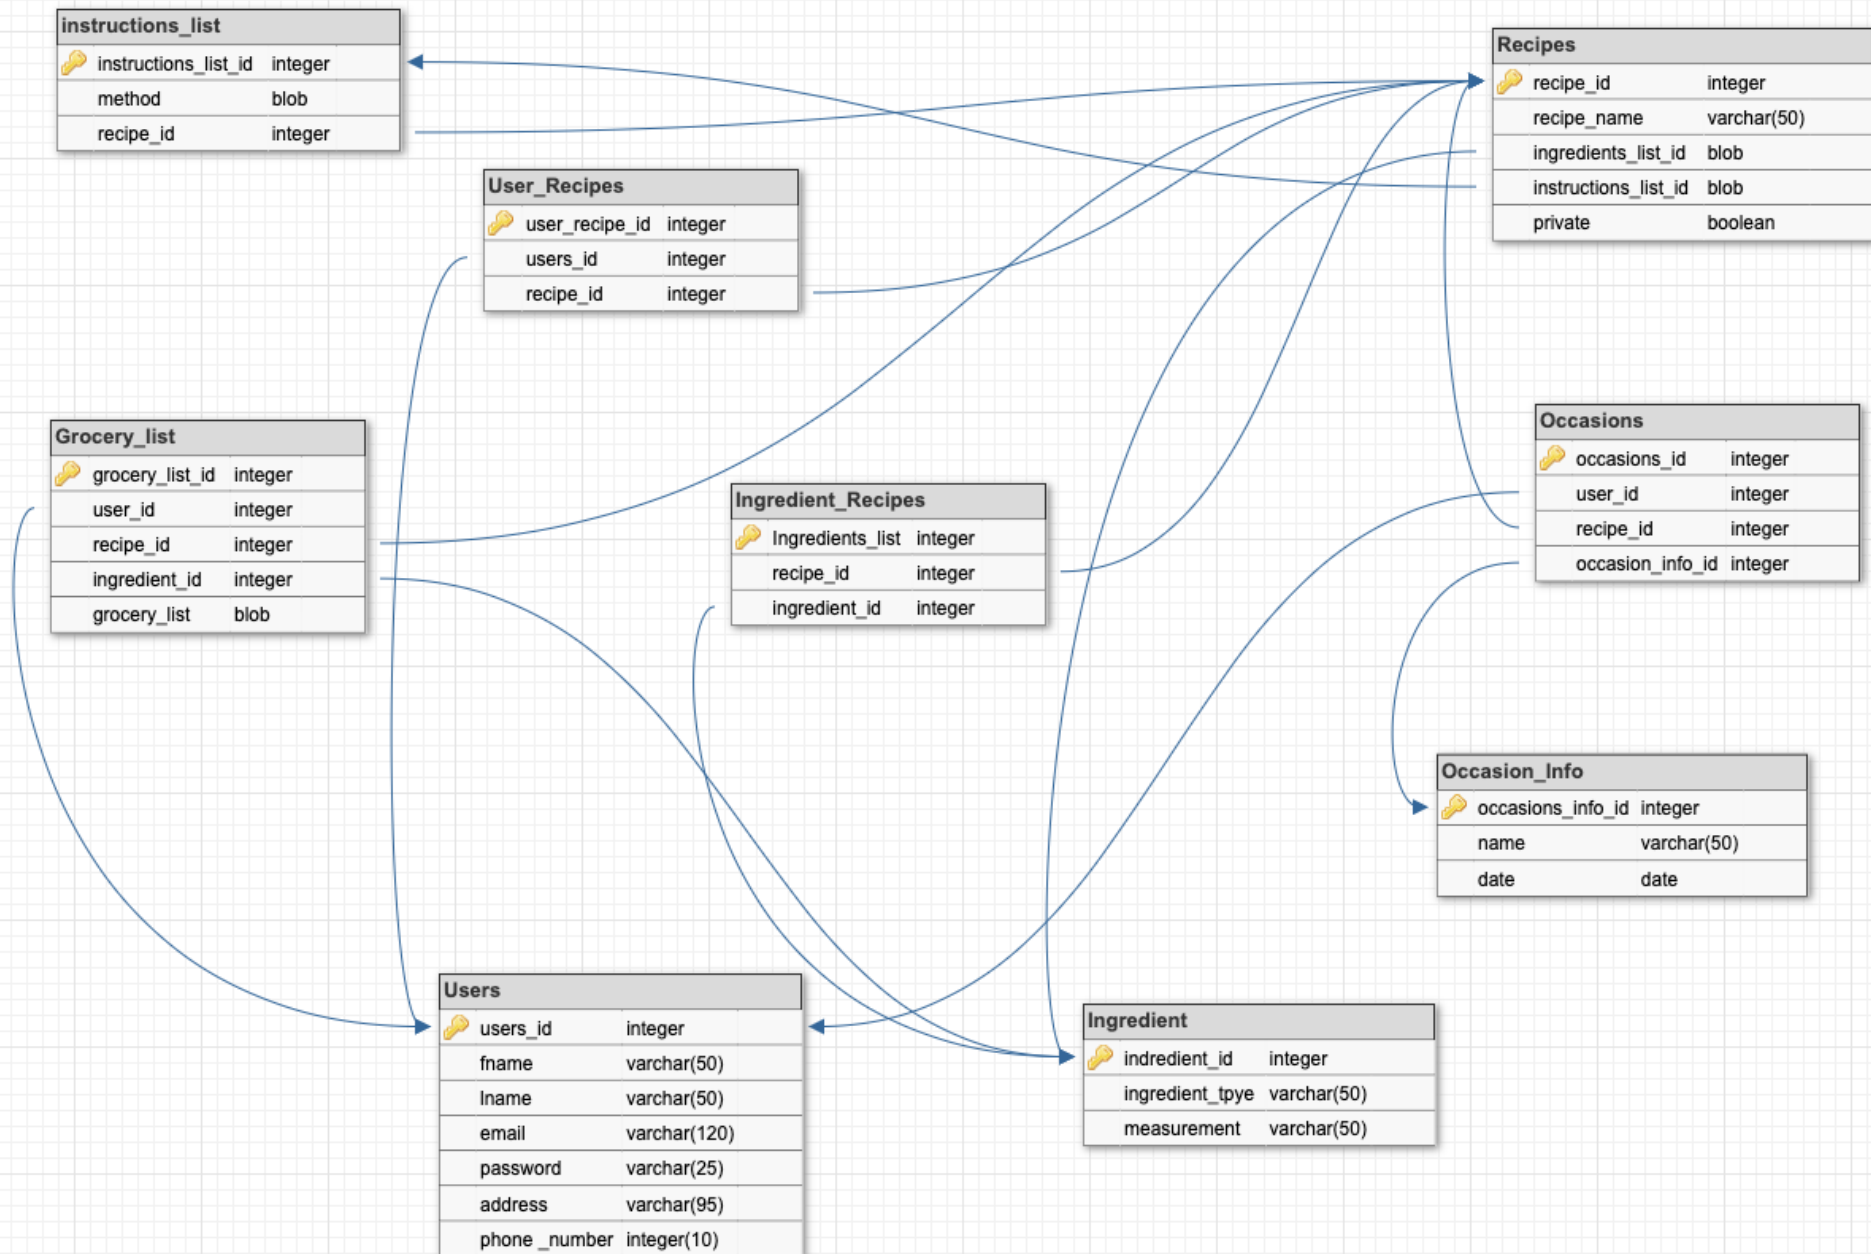 instructions_list
instructions_list_id integer
method blob
recipe_id integer
Recipes
recipe_id integer
recipe_name varchar(50)
ingredients_list_id blob
instructions_list_id blob
private boolean
User_Recipes
user_recipe_id integer
users_id integer
recipe_id integer
Grocery_list
grocery_list_id integer
user_id integer
recipe_id integer
ingredient_id integer
grocery_list blob
Ingredient_Recipes
Ingredients_list integer
recipe_id integer
ingredient_id integer
Occasions
occasions_id integer
user_id integer
recipe_id integer
occasion_info_id integer
Occasion_Info
occasions_info_id integer
name varchar(50)
date date
Users
users_id integer
fname varchar(50)
lname varchar(50)
email varchar(120)
password varchar(25)
address varchar(95)
phone _number integer(10)
Ingredient
indredient_id integer
ingredient_tpye varchar(50)
measurement varchar(50)